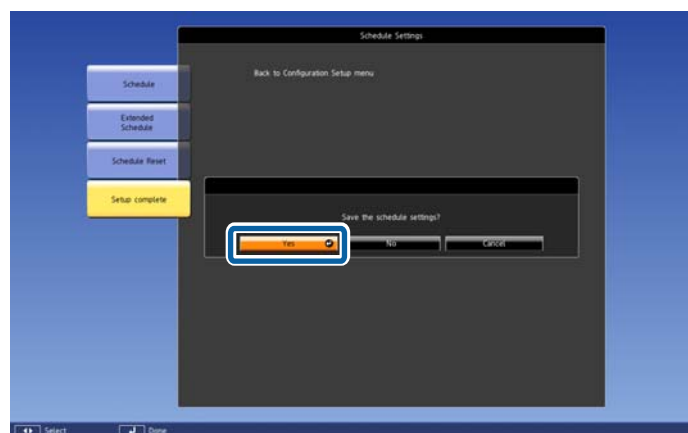 Schedule Settings
Schedule
Back to Configuration Setup menu
Extended
Schedule
Schedule Reset
Setup complete
Save the schedule settings?
Yes
No
Cancel
Select
Done